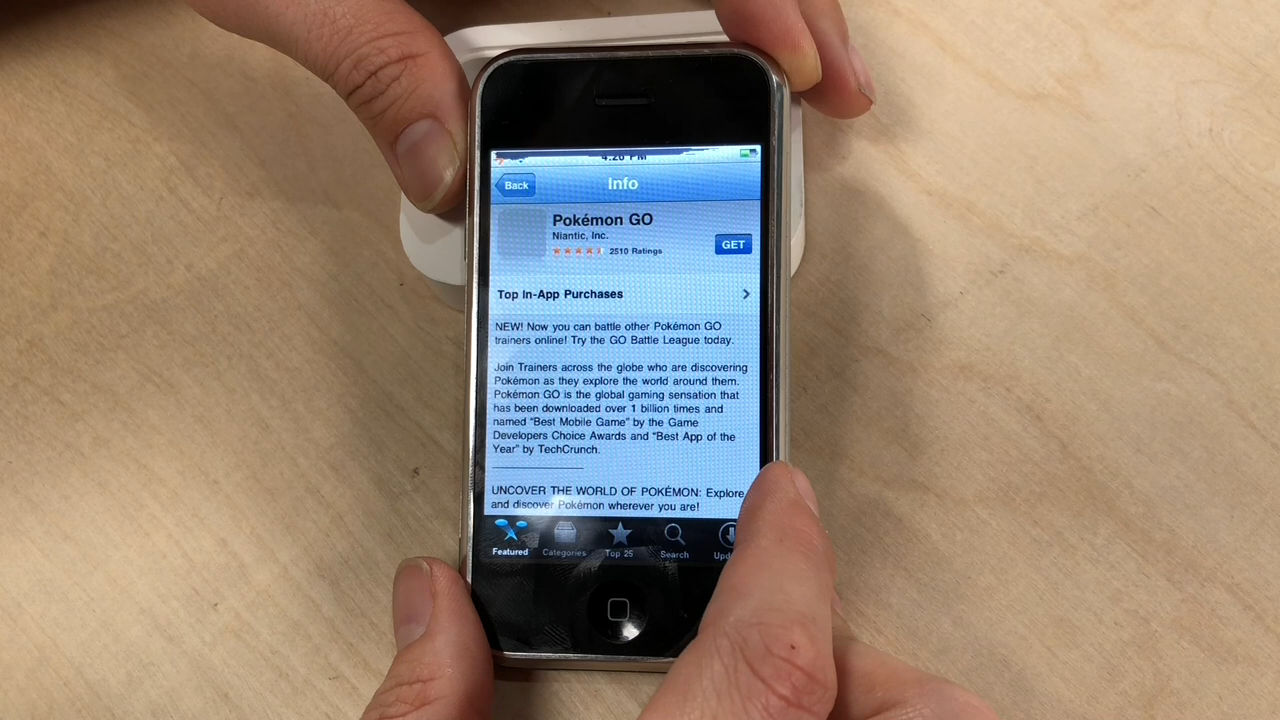 4:20 PM
Back
Info
Pokémon GO
Niantic, Inc.
2510 Ratings
GET
Top In-App Purchases
NEW! Now you can battle other Pokémon GO
trainers online! Try the GO Battle League today.
Join Trainers across the globe who are discovering
Pokémon as they explore the world around them.
Pokémon GO is the global gaming sensation that
has been downloaded over 1 billion times and
named “Best Mobile Game” by the Game
Developers Choice Awards and “Best App of the
Year” by TechCrunch.
UNCOVER THE WORLD OF POKÉMON: Explore
and discover Pokémon wherever you are!
Featured Categories Top 25 Search